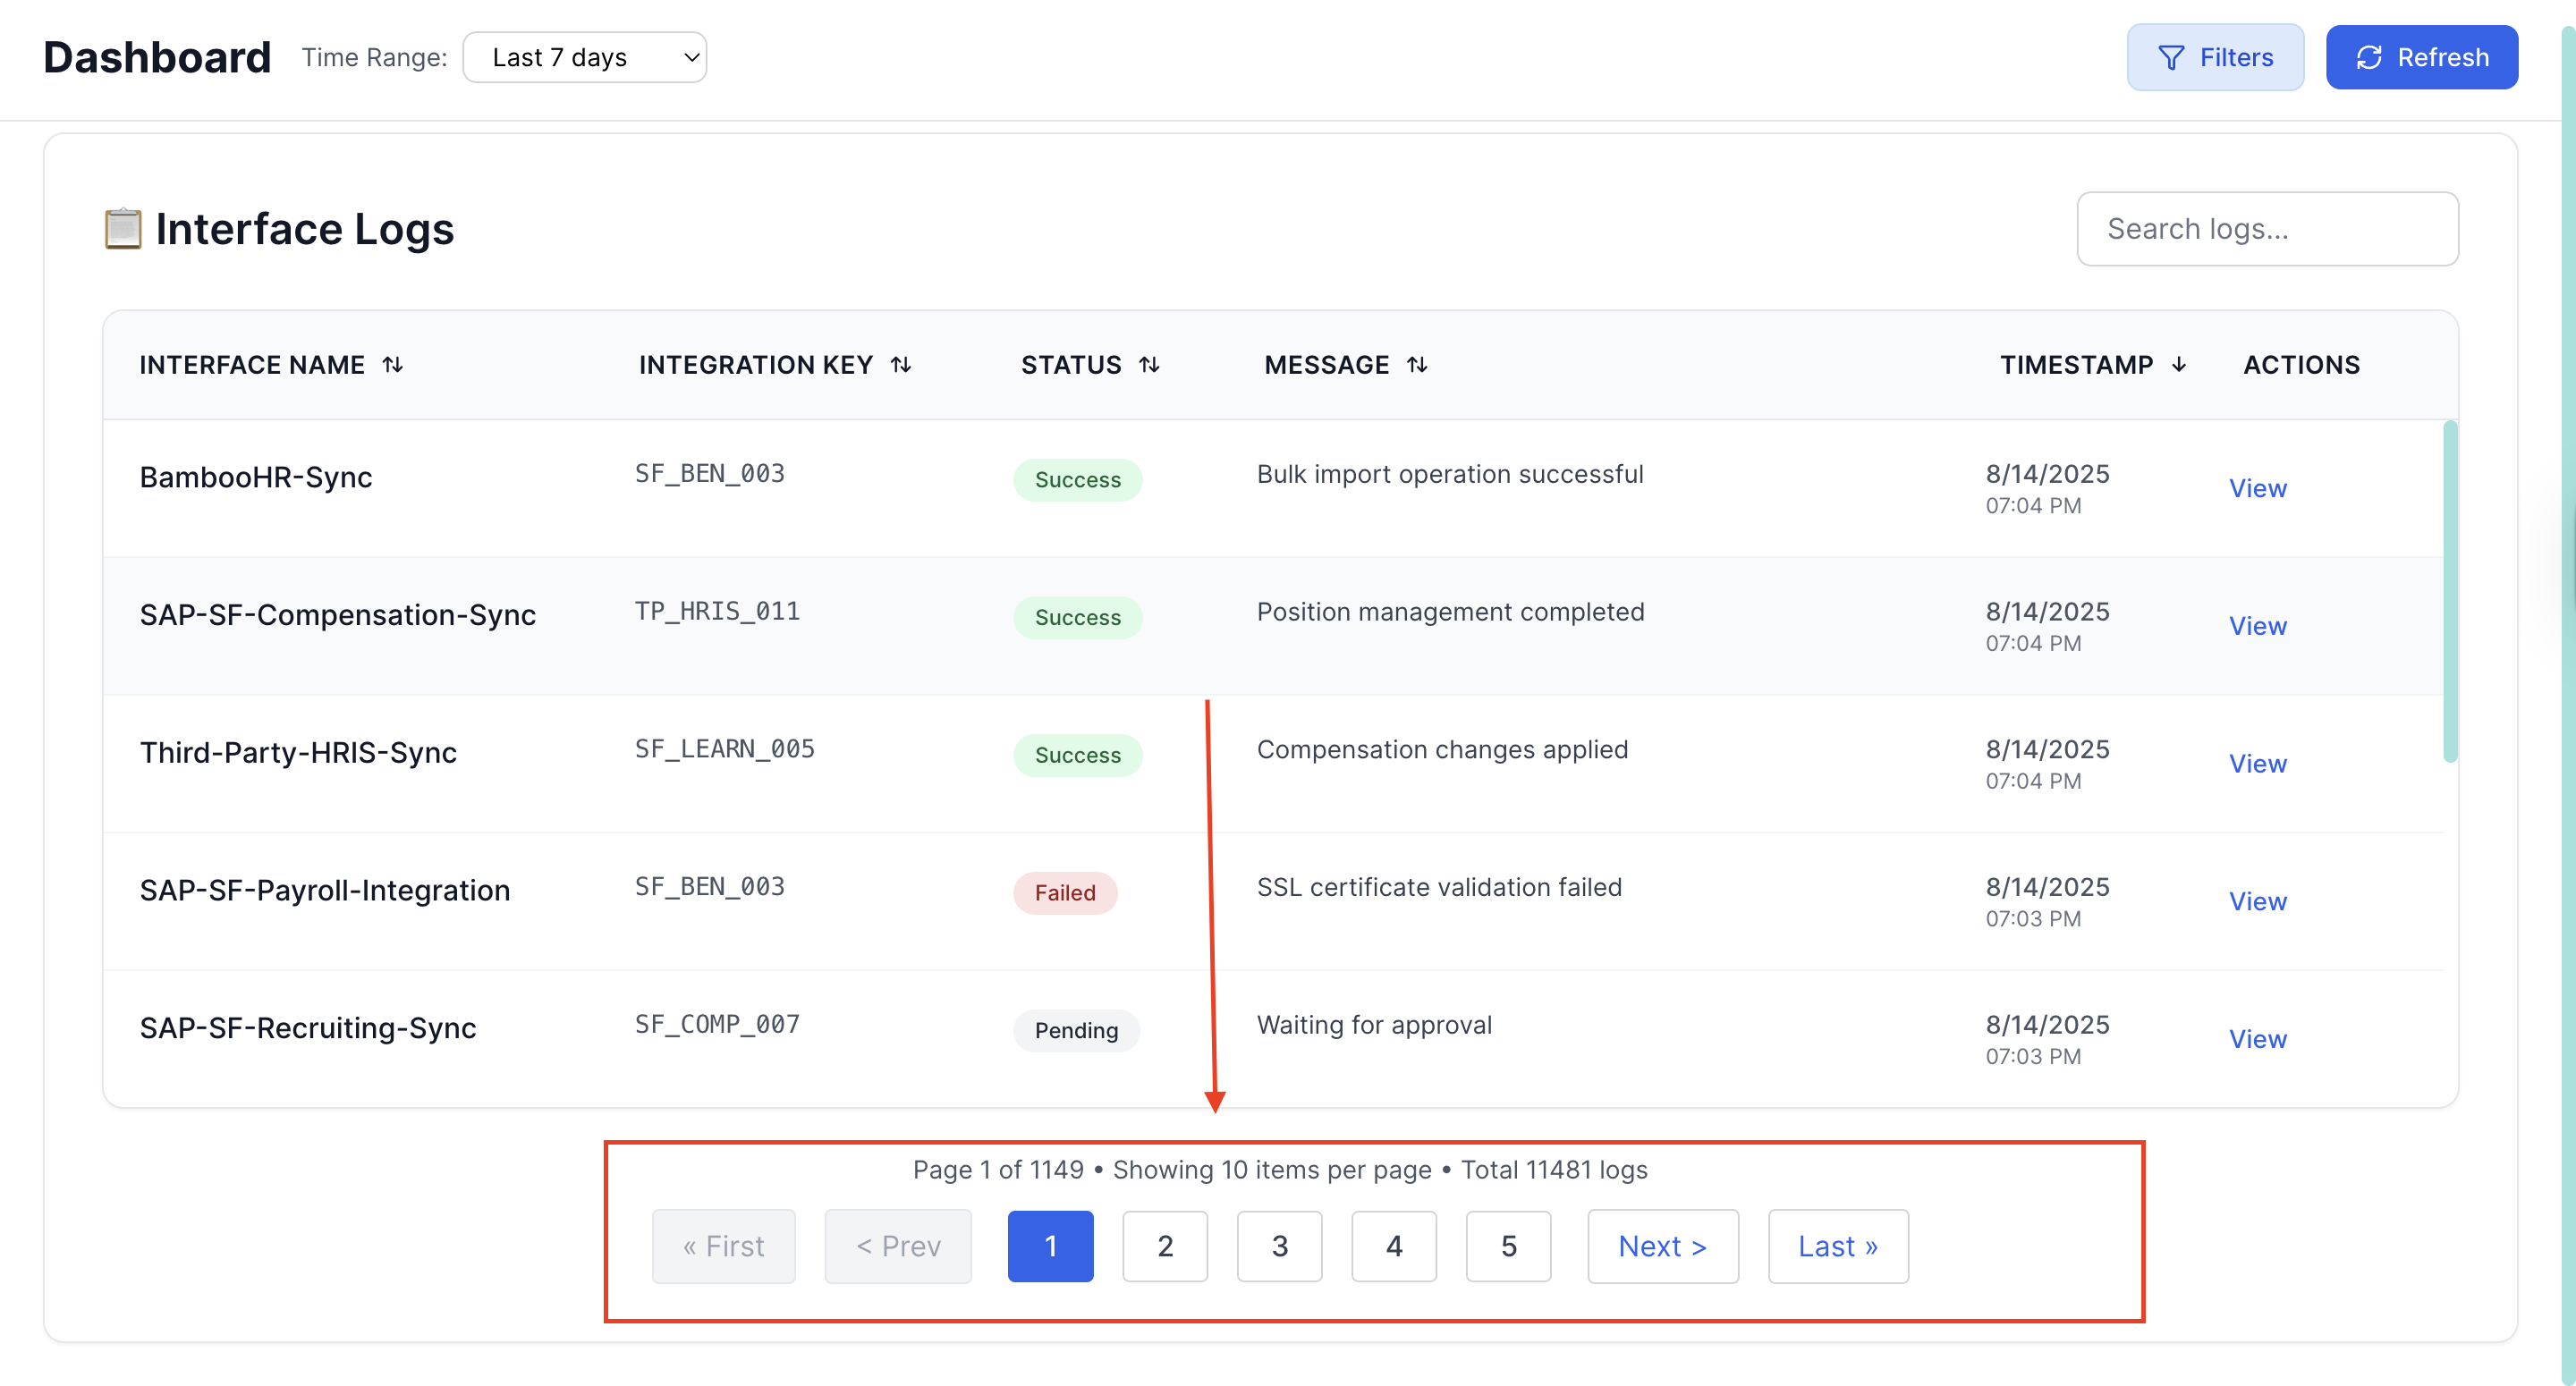 Dashboard Time Range: Last 7 days Filters Refresh
Interface Logs Search logs...
INTERFACE NAME INTEGRATION KEY STATUS MESSAGE TIMESTAMP ACTIONS
BambooHR-Sync SF_BEN_003 Success Bulk import operation successful 8/14/2025 View
07:04 PM
SAP-SF-Compensation-Sync TP_HRIS_011 Success Position management completed 8/14/2025 View
07:04 PM
Third-Party-HRIS-Sync SF_LEARN_005 Success Compensation changes applied 8/14/2025 View
07:04 PM
SAP-SF-Payroll-Integration SF_BEN_003 Failed SSL certificate validation failed 8/14/2025 View
07:03 PM
SAP-SF-Recruiting-Sync SF_COMP_007 Pending Waiting for approval 8/14/2025 View
07:03 PM
Page 1 of 1149 • Showing 10 items per page • Total 11481 logs
« First < Prev 1 2 3 4 5 Next > Last »